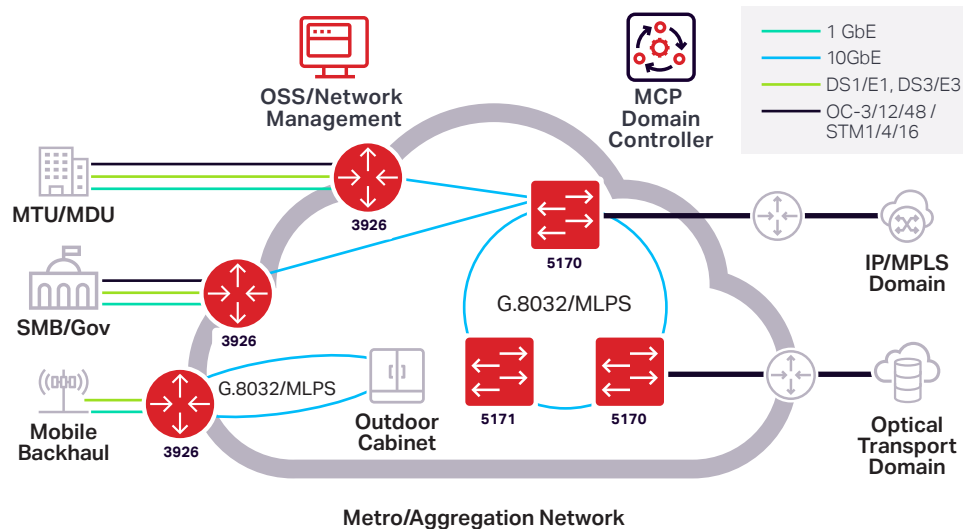 OSS/Network
Management
MCP
Domain
Controller
1 GbE
10GbE
DS1/E1, DS3/E3
OC-3/12/48 /
STM1/4/16
MTU/MDU
3926
5170
IP/MPLS
Domain
SMB/Gov
3926
G.8032/MLPS
Mobile
Backhaul
3926
G.8032/MLPS
Outdoor
Cabinet
5171
5170
Optical
Transport
Domain
Metro/Aggregation Network